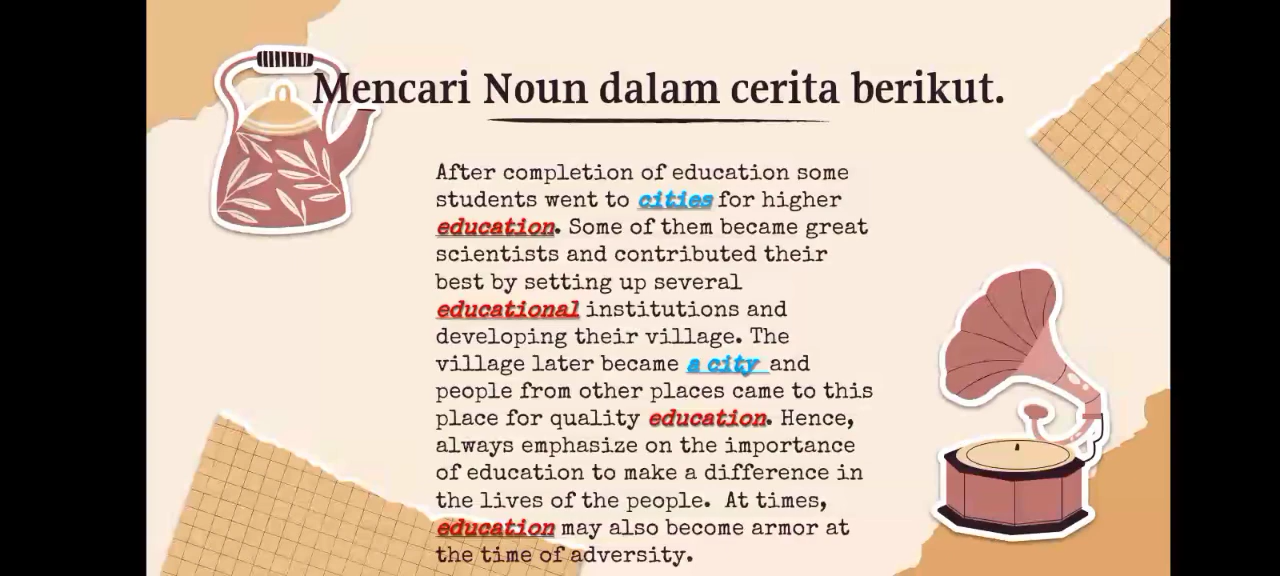 Mencari Noun dalam cerita berikut.
After completion of education some
students went to cities for higher
education. Some of them became great
scientists and contributed their
best by setting up several
educational institutions and
developing their village. The
village later became a city and
people from other places came to this
place for quality education. Hence,
always emphasize on the importance
of education to make a difference in
the lives of the people. At times,
education may also become armor at
the time of adversity.